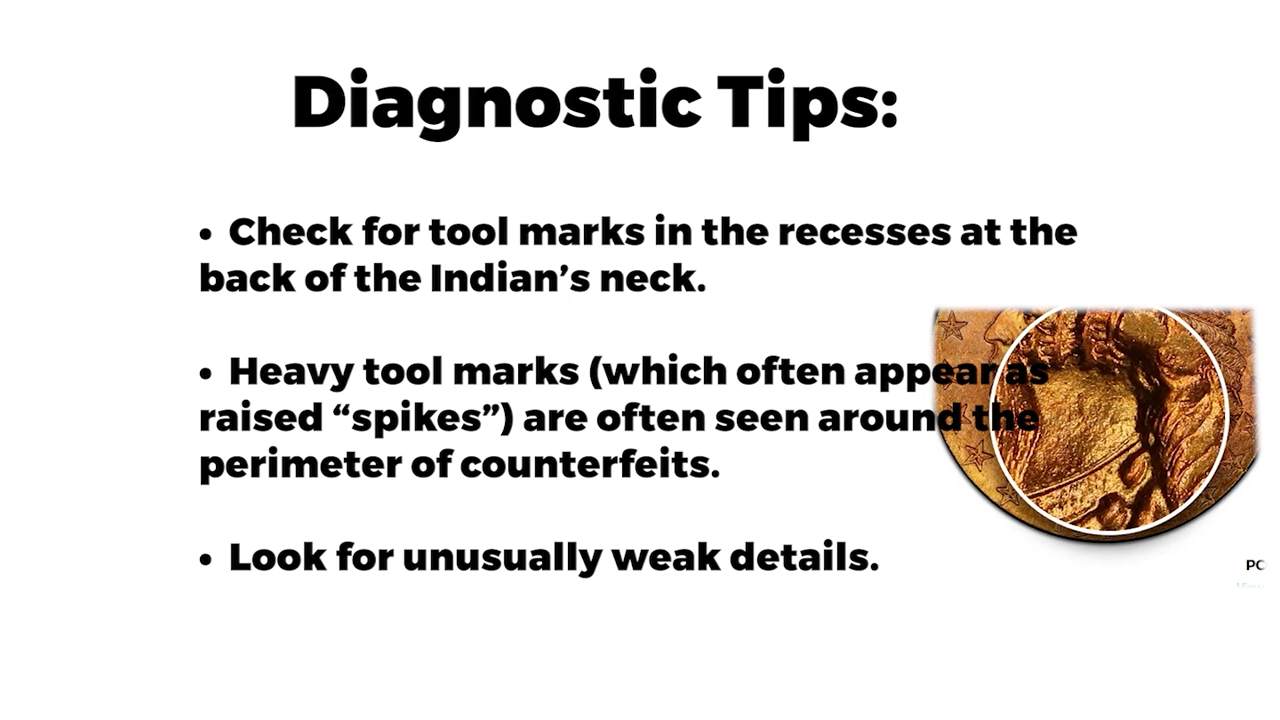 Diagnostic Tips:
• Check for tool marks in the recesses at the
back of the Indian’s neck.
• Heavy tool marks (which often appear as
raised “spikes”) are often seen around the
perimeter of counterfeits.
• Look for unusually weak details.
PC